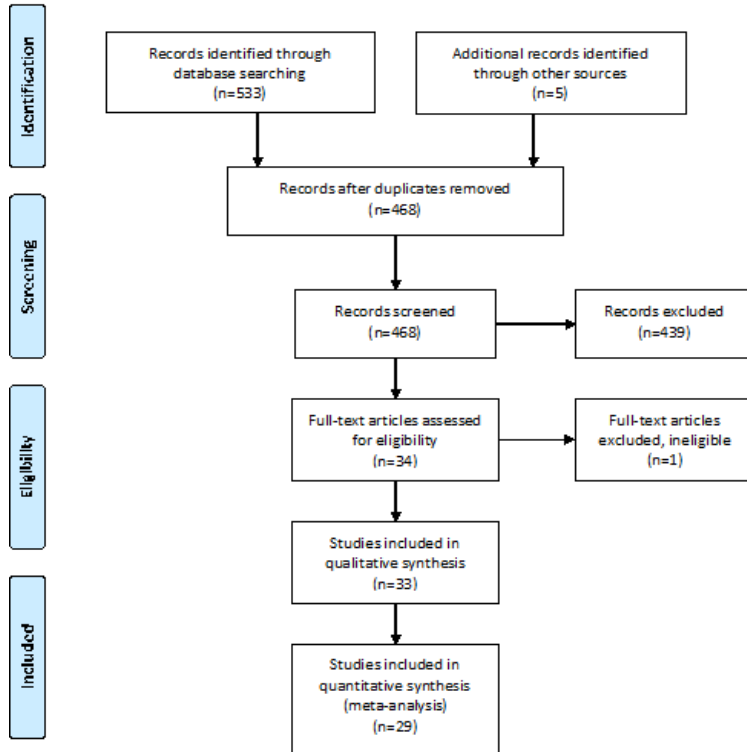 Identification
Records identified through
database searching
(n=533)
Additional records identified
through other sources
(n=5)
Records after duplicates removed
(n=468)
Screening
Records screened
(n=468)
Records excluded
(n=439)
Eligibility
Full-text articles assessed
for eligibility
(n=34)
Full-text articles
excluded, ineligible
(n=1)
Studies included in
qualitative synthesis
(n=33)
Included
Studies included in
quantitative synthesis
(meta-analysis)
(n=29)